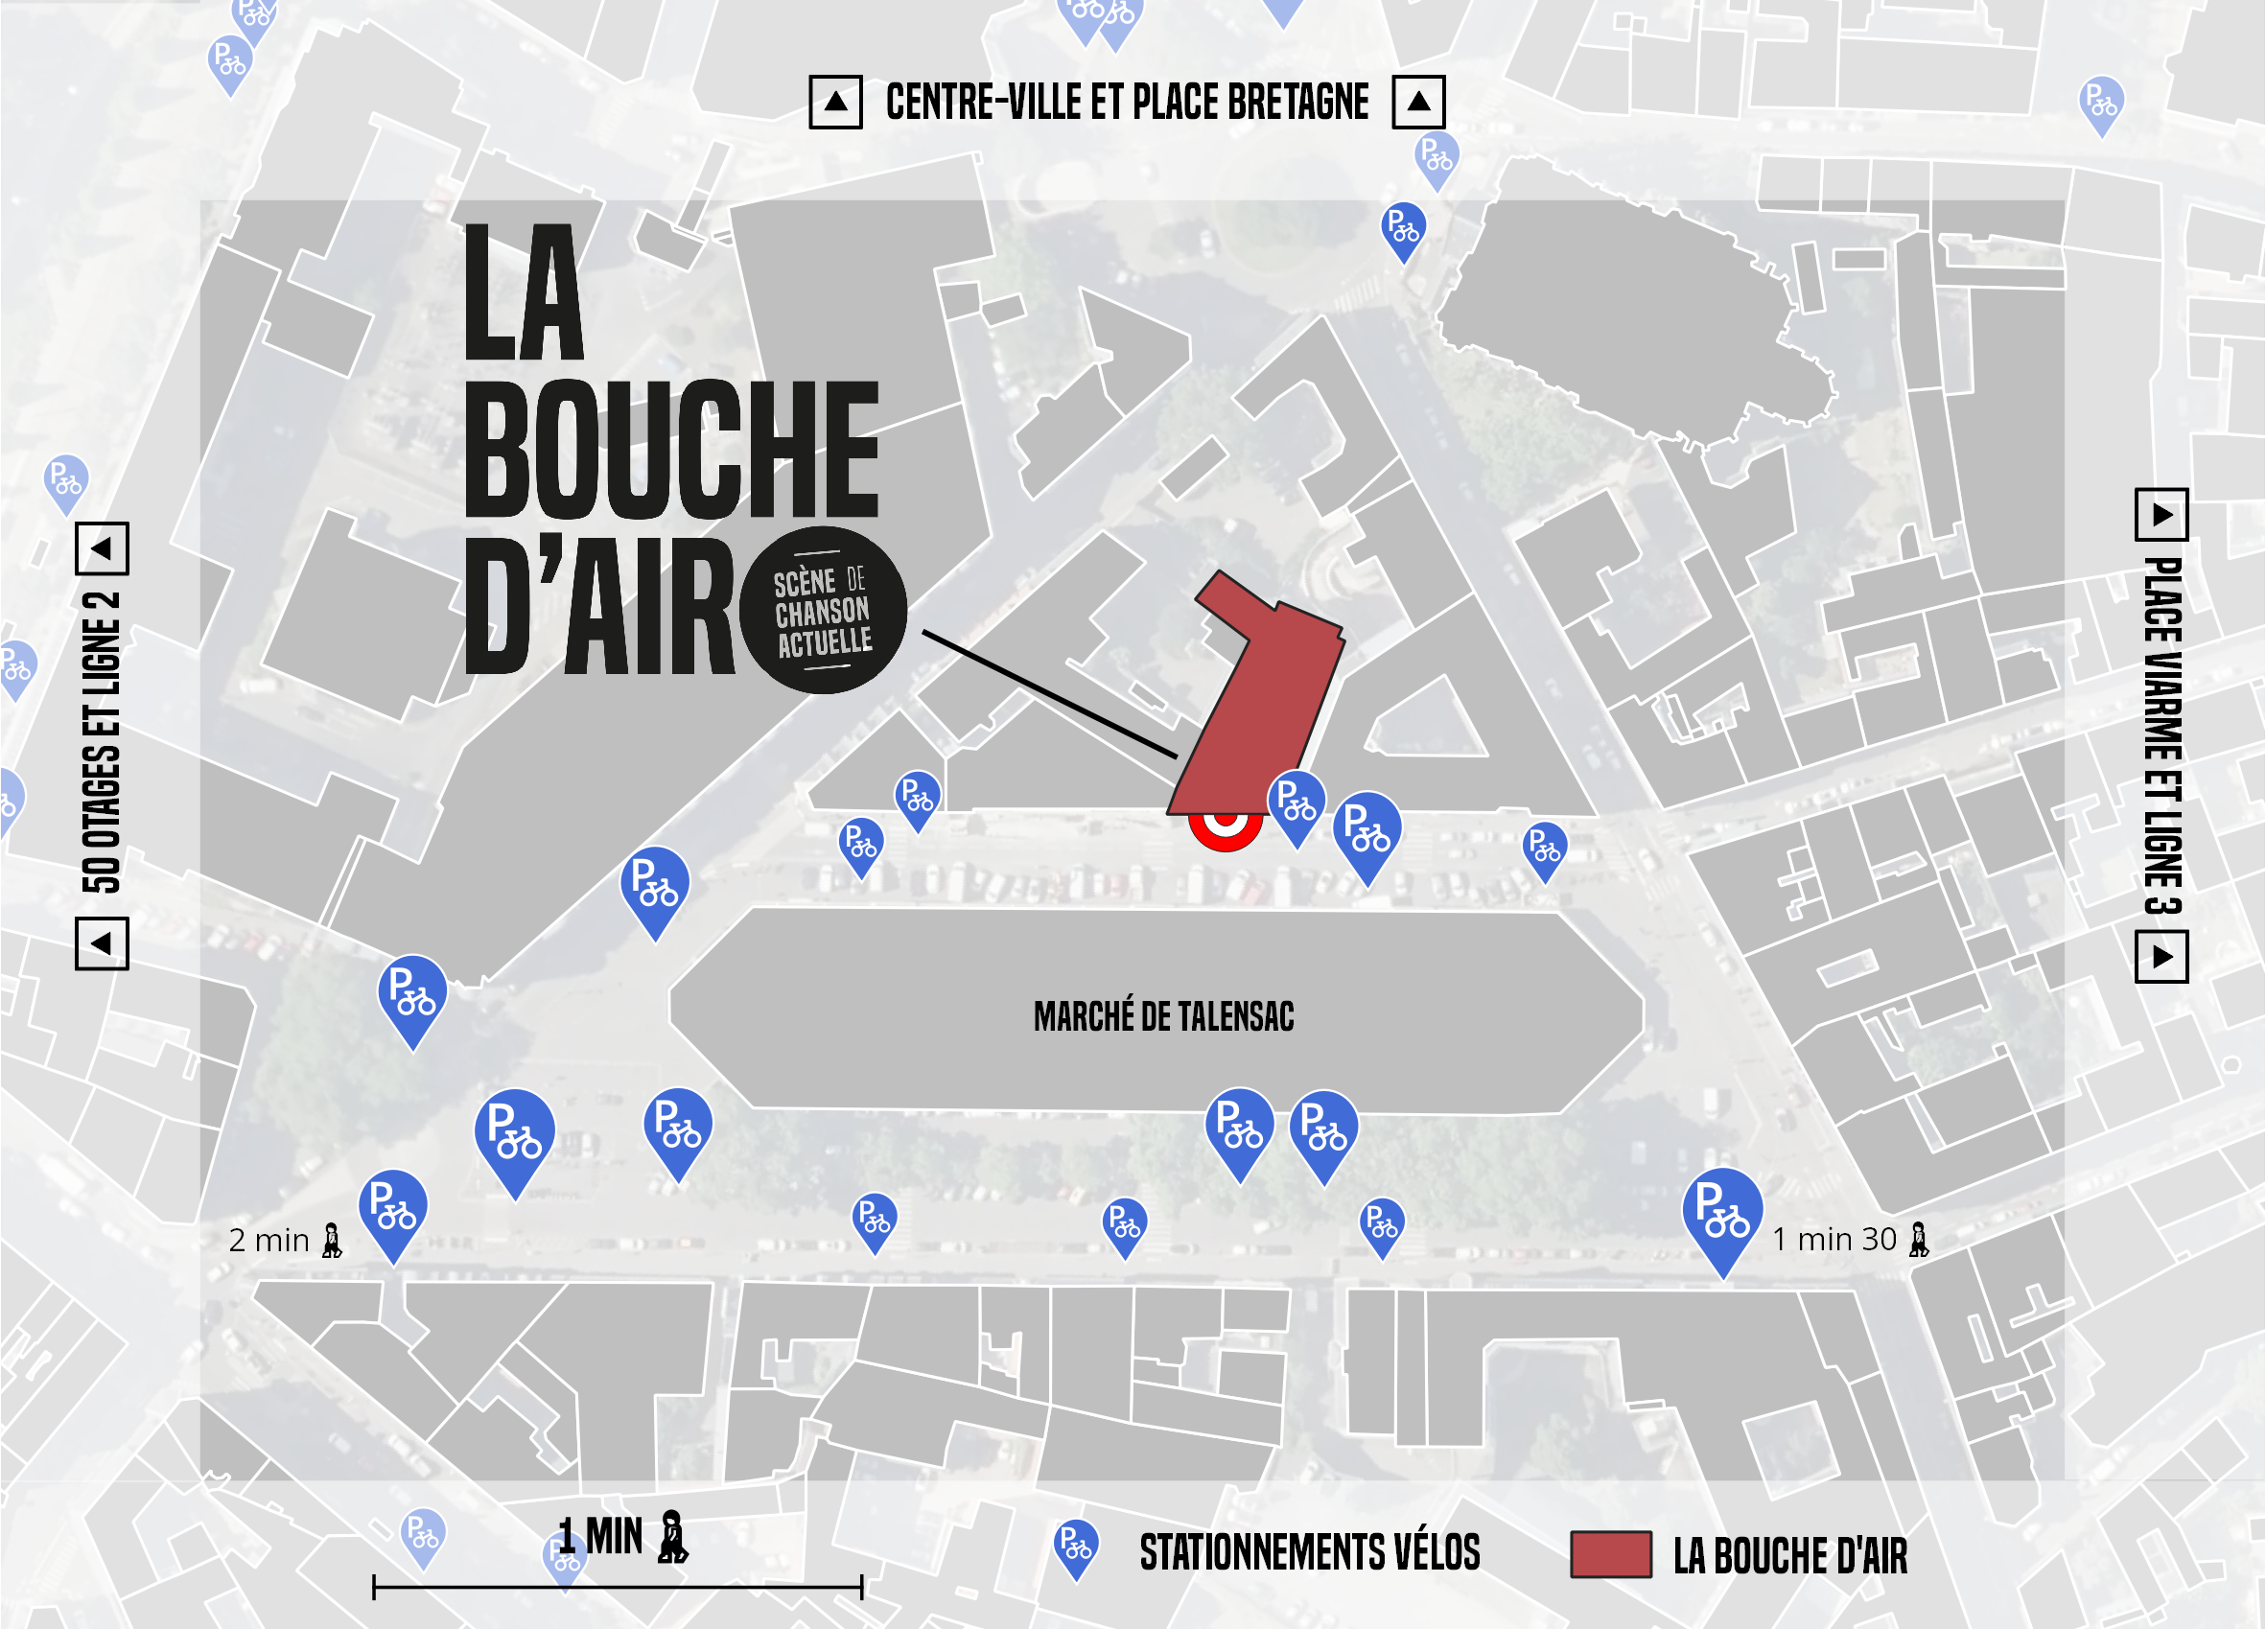 CENTRE-VILLE ET PLACE BRETAGNE
LA
BOUCHE
D'AIR
SCÈNE DE
CHANSON
ACTUELLE
50 OTAGES ET LIGNE 2
PLACE VIARME ET LIGNE 3
MARCHÉ DE TALENSAC
2 min
1 min 30
1 MIN
STATIONNEMENTS VÉLOS
LA BOUCHE D'AIR